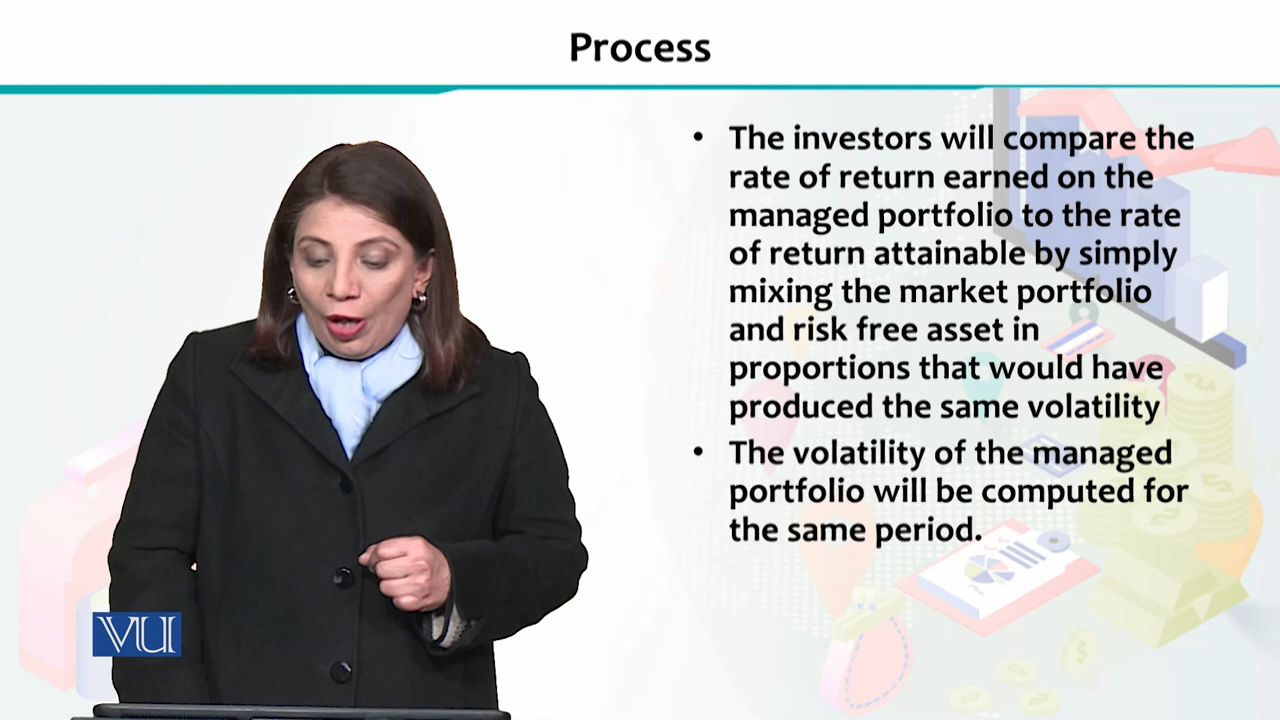 Process
• The investors will compare the
rate of return earned on the
managed portfolio to the rate
of return attainable by simply
mixing the market portfolio
and risk free asset in
proportions that would have
produced the same volatility
• The volatility of the managed
portfolio will be computed for
the same period.
VU